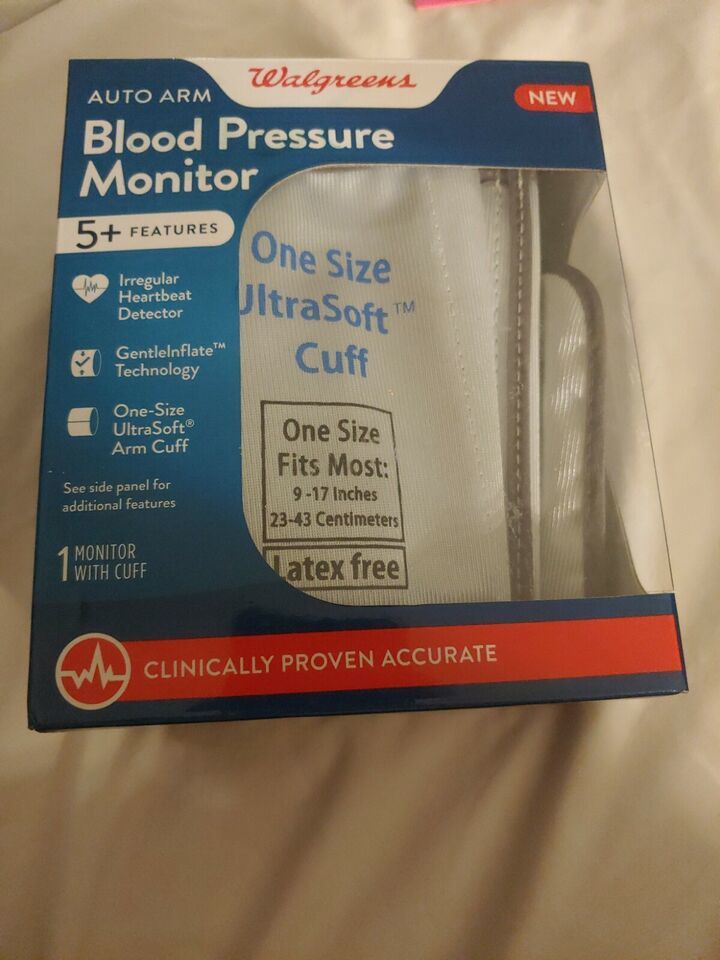 Walgreens
NEW
AUTO ARM
Blood Pressure
Monitor
5+ FEATURES
Irregular
Heartbeat
Detector
GentleInflate™
Technology
One-Size
UltraSoft®
Arm Cuff
See side panel for
additional features
1 MONITOR
WITH CUFF
One Size
UltraSoft™
Cuff
One Size
Fits Most:
9-17 Inches
23-43 Centimeters
Latex free
CLINICALLY PROVEN ACCURATE